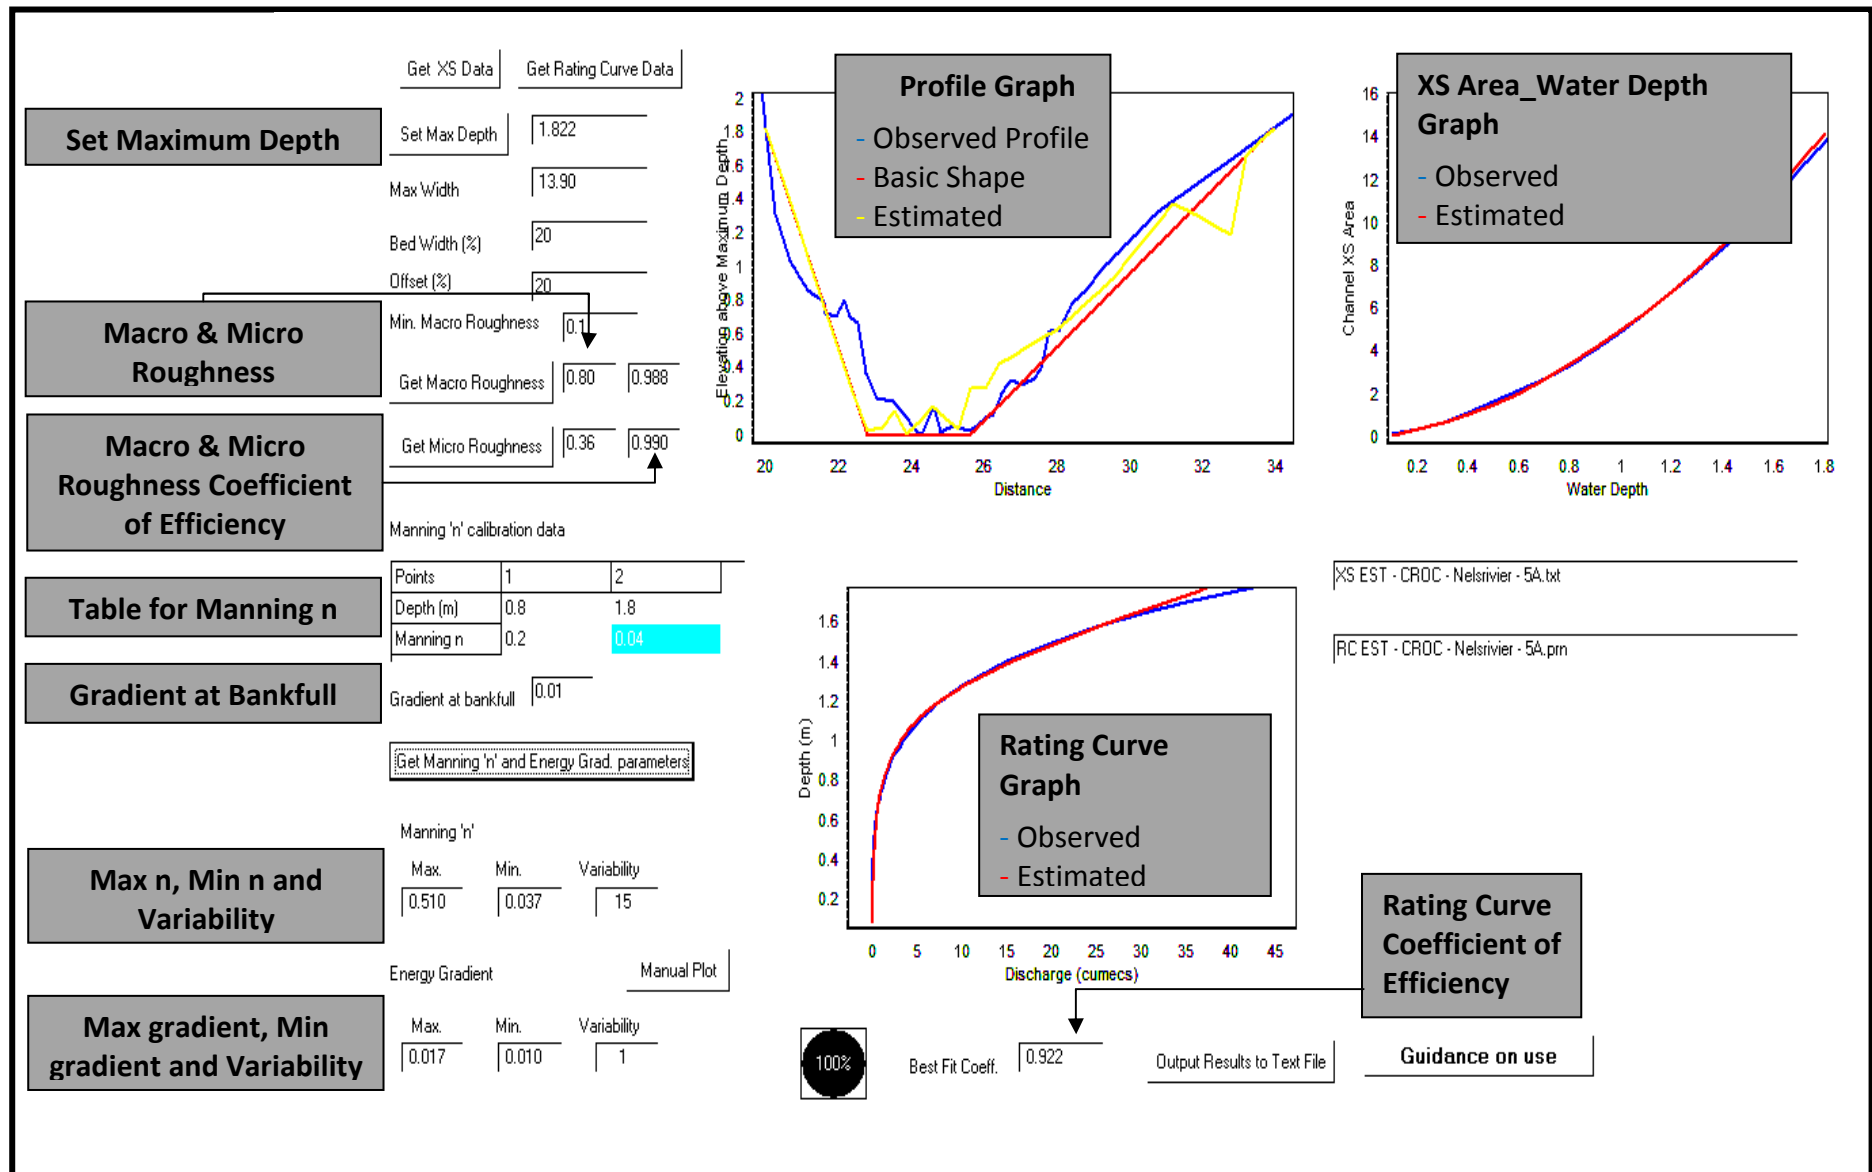 Get XS Data
Get Rating Curve Data
Set Maximum Depth
Set Max Depth
1.822
Max Width
13.90
Bed Width (%)
20
Offset (%)
20
Macro & Micro
Roughness
Min. Macro Roughness
0.1
Get Macro Roughness
0.80
0.988
Macro & Micro
Roughness Coefficient
of Efficiency
Get Micro Roughness
0.36
0.990
Manning 'n' calibration data
Table for Manning n
Points 1 2
Depth (m) 0.8 1.8
Manning n 0.2 0.04
Gradient at Bankfull
Gradient at bankfull
0.01
Get Manning 'n' and Energy Grad. parameters
Max n, Min n and
Variability
Manning 'n'
Max. Min. Variability
0.510 0.037 15
Energy Gradient
Manual Plot
Max gradient, Min
gradient and Variability
Max. Min. Variability
0.017 0.010 1
Profile Graph
- Observed Profile
- Basic Shape
- Estimated
Elevation above Maximum Depth
2
1.8
1.6
1.4
1.2
1
0.8
0.6
0.4
0.2
0
20 22 24 26 28 30 32 34
Distance
XS Area_Water Depth
Graph
- Observed
- Estimated
Channel XS Area
16
14
12
10
8
6
4
2
0
0.2 0.4 0.6 0.8 1 1.2 1.4 1.6 1.8
Water Depth
XS EST - CROC - Nelsrivier - 5A.txt
RC EST - CROC - Nelsrivier - 5A.prn
Depth (m)
1.6
1.4
1.2
1
0.8
0.6
0.4
0.2
Rating Curve
Graph
- Observed
- Estimated
0 5 10 15 20 25 30 35 40 45
Discharge (cumecs)
Rating Curve
Coefficient of
Efficiency
100%
Best Fit Coeff.
0.922
Output Results to Text File
Guidance on use